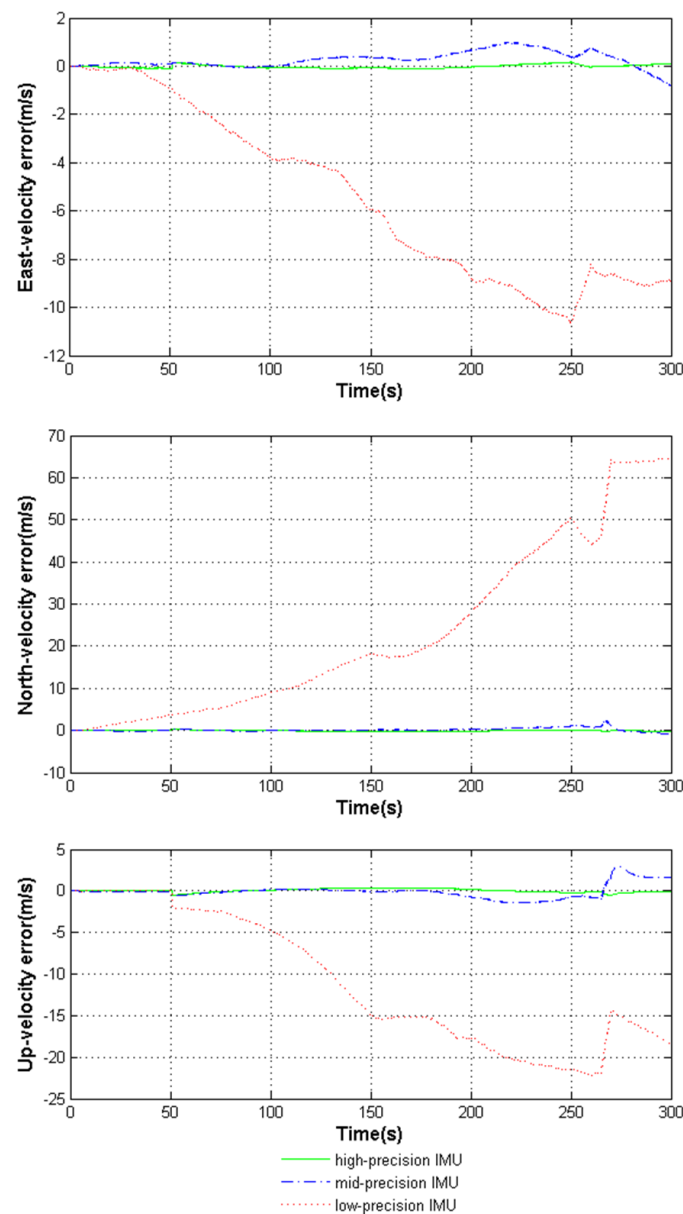 East-velocity error(m/s)
2
0
-2
-4
-6
-8
-10
-12
0 50 100 150 200 250 300
Time(s)
North-velocity error(m/s)
70
60
50
40
30
20
10
0
-10
0 50 100 150 200 250 300
Time(s)
Up-velocity error(m/s)
5
0
-5
-10
-15
-20
-25
0 50 100 150 200 250 300
Time(s)
high-precision IMU
mid-precision IMU
low-precision IMU